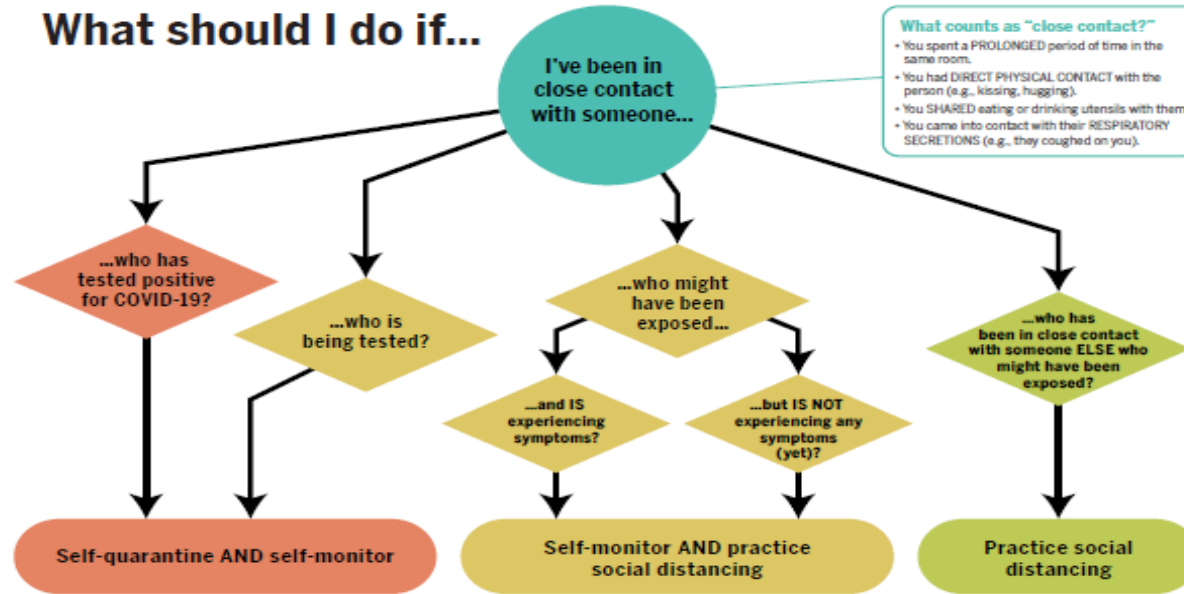 What should I do if...
I've been in
close contact
with someone...
What counts as “close contact?”
• You spent a PROLONGED period of time in the
same room.
• You had DIRECT PHYSICAL CONTACT with the
person (e.g., kissing, hugging).
• You SHARED eating or drinking utensils with them
• You came into contact with their RESPIRATORY
SECRETIONS (e.g., they coughed on you).
...who has
tested positive
for COVID-19?
...who is
being tested?
...who might
have been
exposed...
...who has
been in close contact
with someone ELSE who
might have been
exposed?
...and IS
experiencing
symptoms?
...but IS NOT
experiencing any
symptoms
(yet)?
Self-quarantine AND self-monitor
Self-monitor AND practice
social distancing
Practice social
distancing